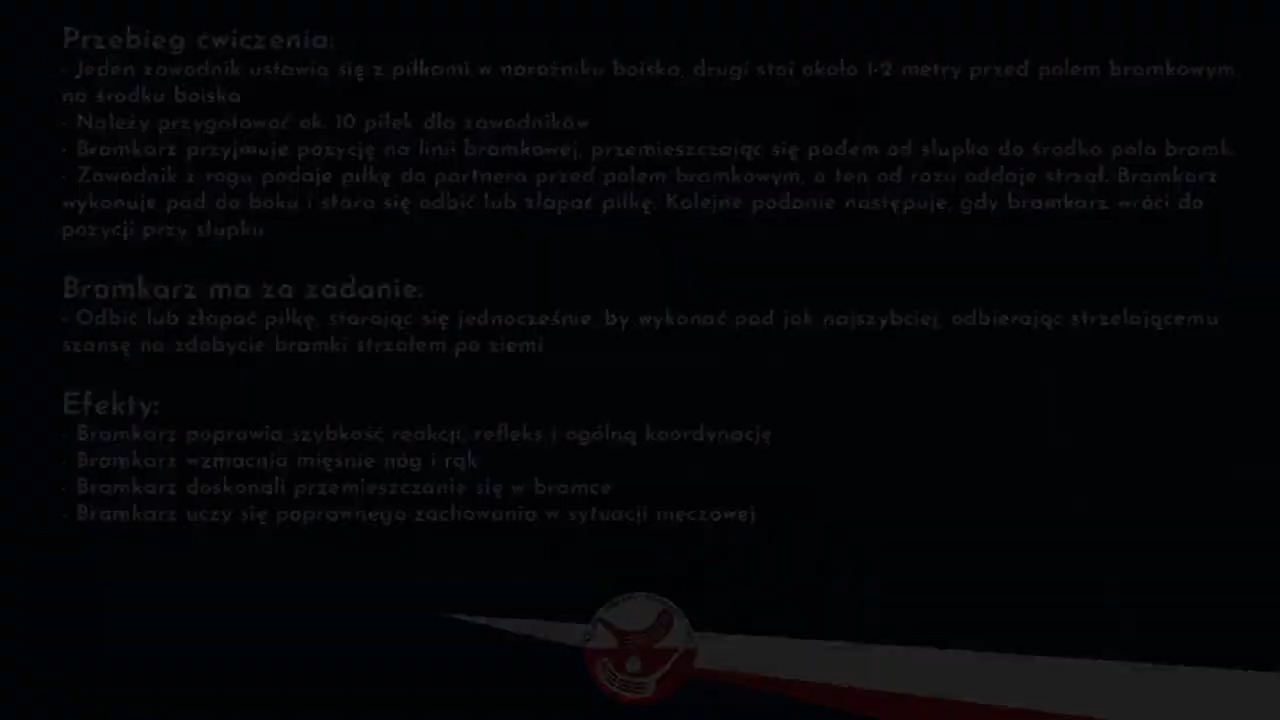 Przebieg ćwiczenia:
- Jeden zawodnik ustawia się z piłkami w narożniku boiska, drugi stoi około 1-2 metry przed polem bramkowym
na środku boiska
- Należy przygotować ok. 10 piłek dla zawodników
- Bramkarz przyjmuje pozycję na linii bramkowej, przemieszczając się padem od słupka do środka pola bramk.
- Zawodnik z rogu podaje piłkę do partnera przed polem bramkowym, a ten od razu oddaje strzał. Bramkarz
wykonuje pad do boku i stara się odbić lub złapać piłkę. Kolejne podanie następuje, gdy bramkarz wróci do
pozycji przy słupku
Bramkarz ma za zadanie:
- Odbić lub złapać piłkę, starając się jednocześnie, by wykonać pad jak najszybciej, odbierając strzelającemu
szansę na zdobycie bramki strzałem po ziemi
Efekty:
- Bramkarz poprawia szybkość reakcji, refleks i ogólną koordynację
- Bramkarz wzmacnia mięśnie nóg i rąk
- Bramkarz doskonali przemieszczanie się w bramce
- Bramkarz uczy się poprawnego zachowania w sytuacji meczowej